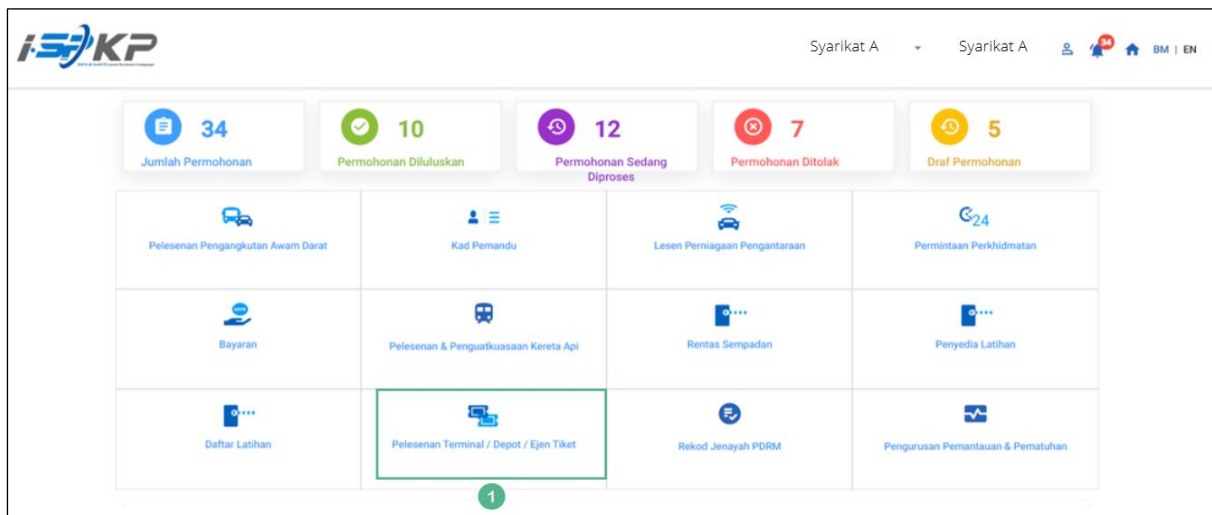 i-SPKP
Syarikat A Syarikat A 34 BM | EN
34 10 12 7 5
Jumlah Permohonan Permohonan Diluluskan Permohonan Sedang Permohonan Ditolak Draf Permohonan
Diproses
24
Pelesenan Pengangkutan Awam Darat Kad Pemandu Lesen Perniagaan Pengantaraan Permintaan Perkhidmatan
Bayaran Pelesenan & Penguatkuasaan Kereta Api Rentas Sempadan Penyedia Latihan
Daftar Latihan Pelesenan Terminal / Depot / Ejen Tiket Rekod Jenayah PDRM Pengurusan Pemantauan & Pematuhan
1